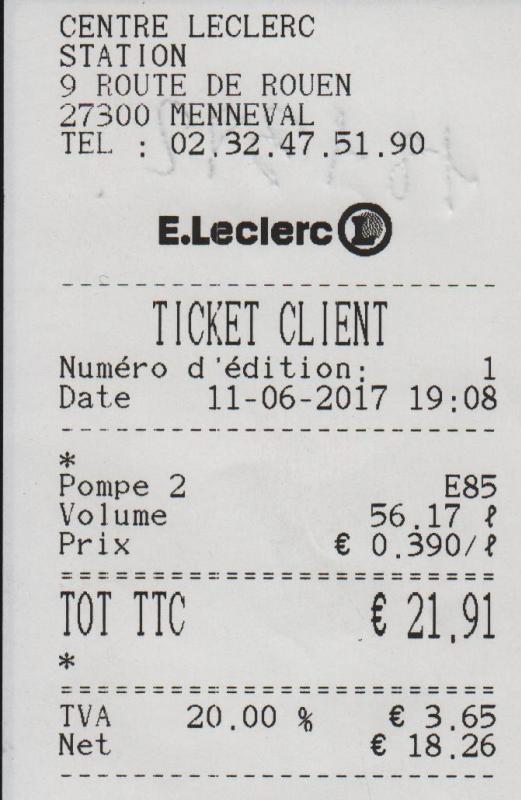 CENTRE LECLERC
STATION
9 ROUTE DE ROUEN
27300 MENNEVAL
TEL : 02.32.47.51.90
E.Leclerc L
------------------------
TICKET CLIENT
Numéro d'édition: 1
Date 11-06-2017 19:08
------------------------
*
Pompe 2 E85
Volume 56.17 ℓ
Prix € 0.390/ℓ
========================
TOT TTC € 21.91
*
========================
TVA 20.00 % € 3.65
Net € 18.26
------------------------